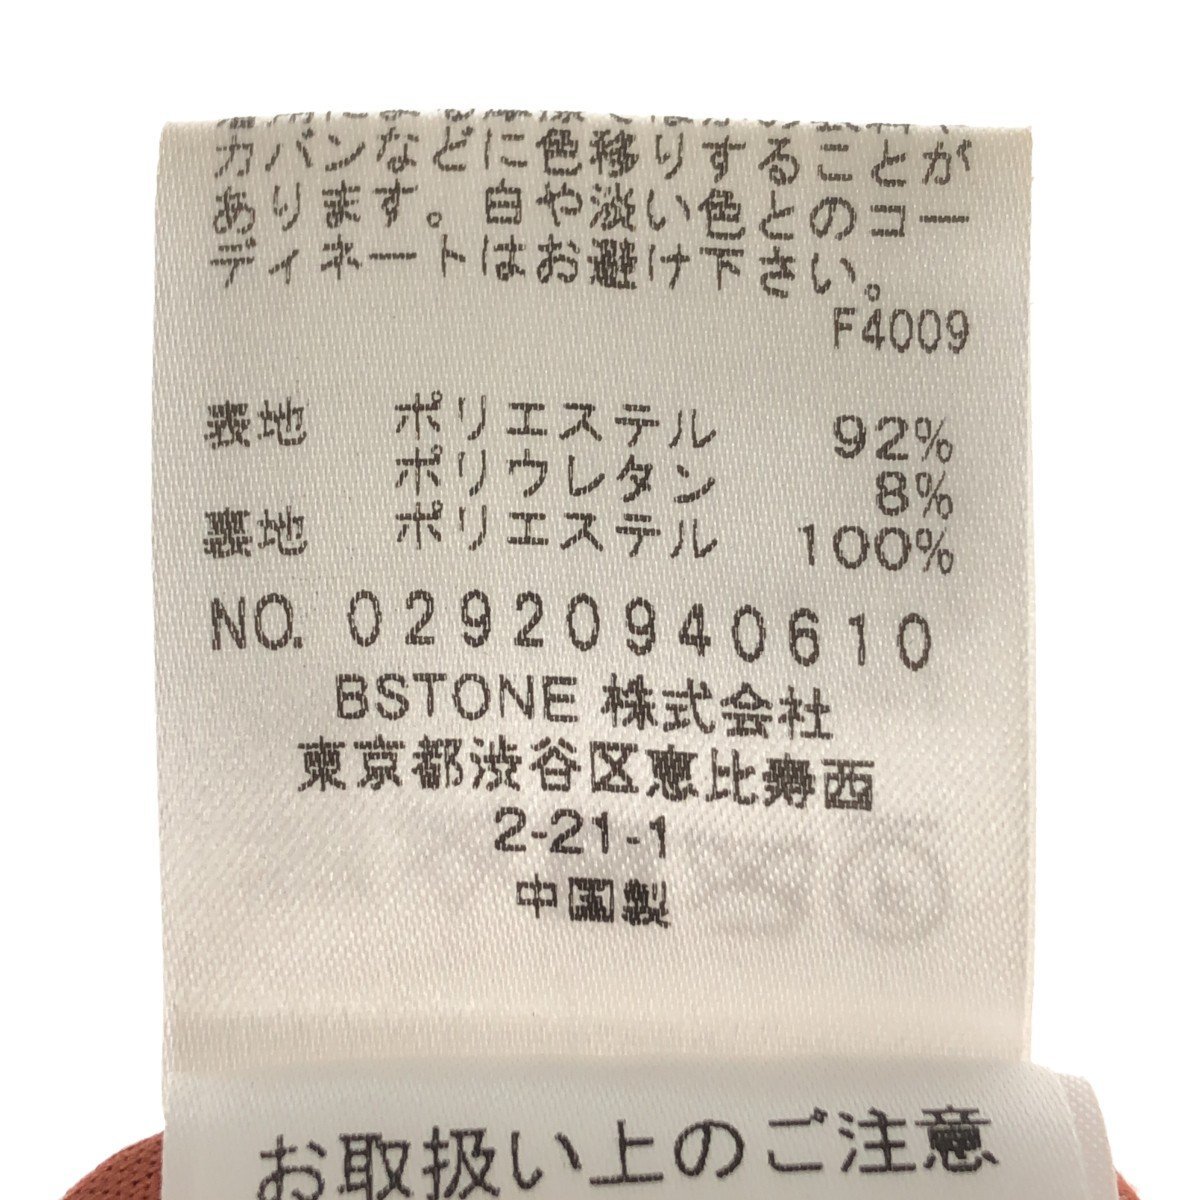 カバンなどに色移りすることが
あります。白や淡い色とのコー
ディネートはお避け下さい。
F4009
表地 ポリエステル 92%
ポリウレタン 8%
裏地 ポリエステル 100%
NO. 02920940610
BSTONE 株式会社
東京都渋谷区恵比寿西
2-21-1
中国製
お取扱い上のご注意